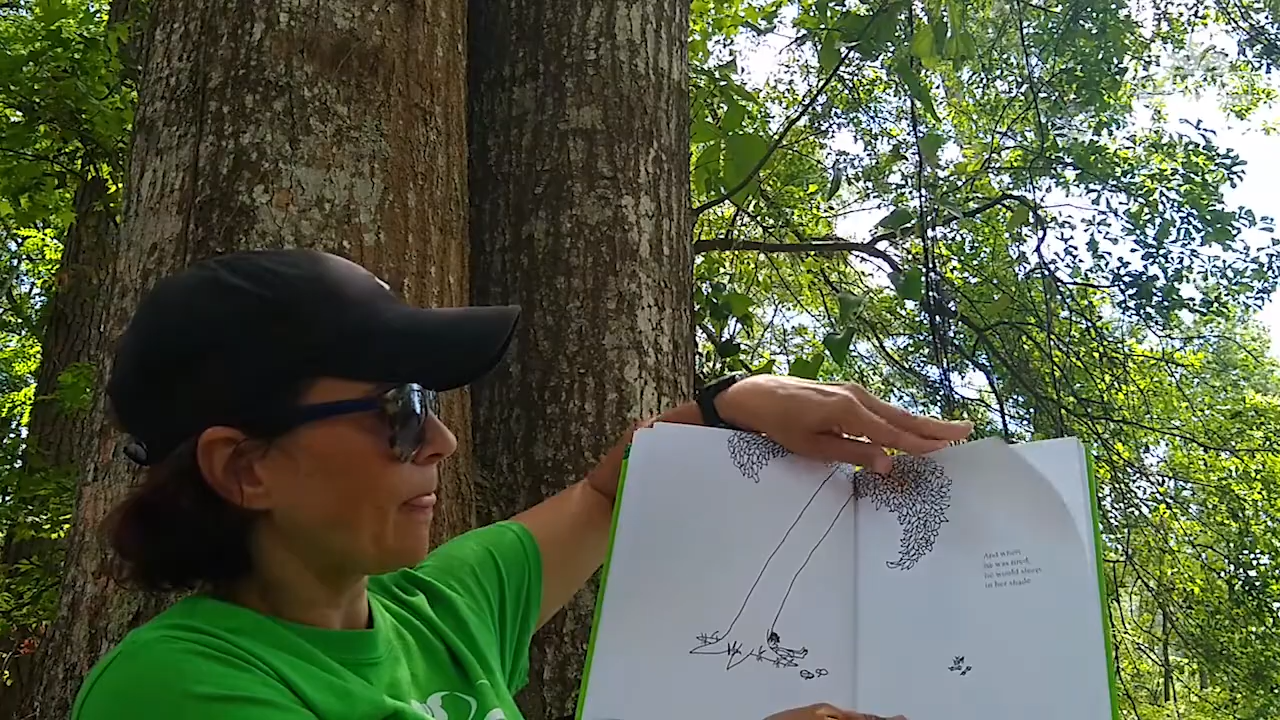 And when
he was tired,
he would sleep
in her shade.